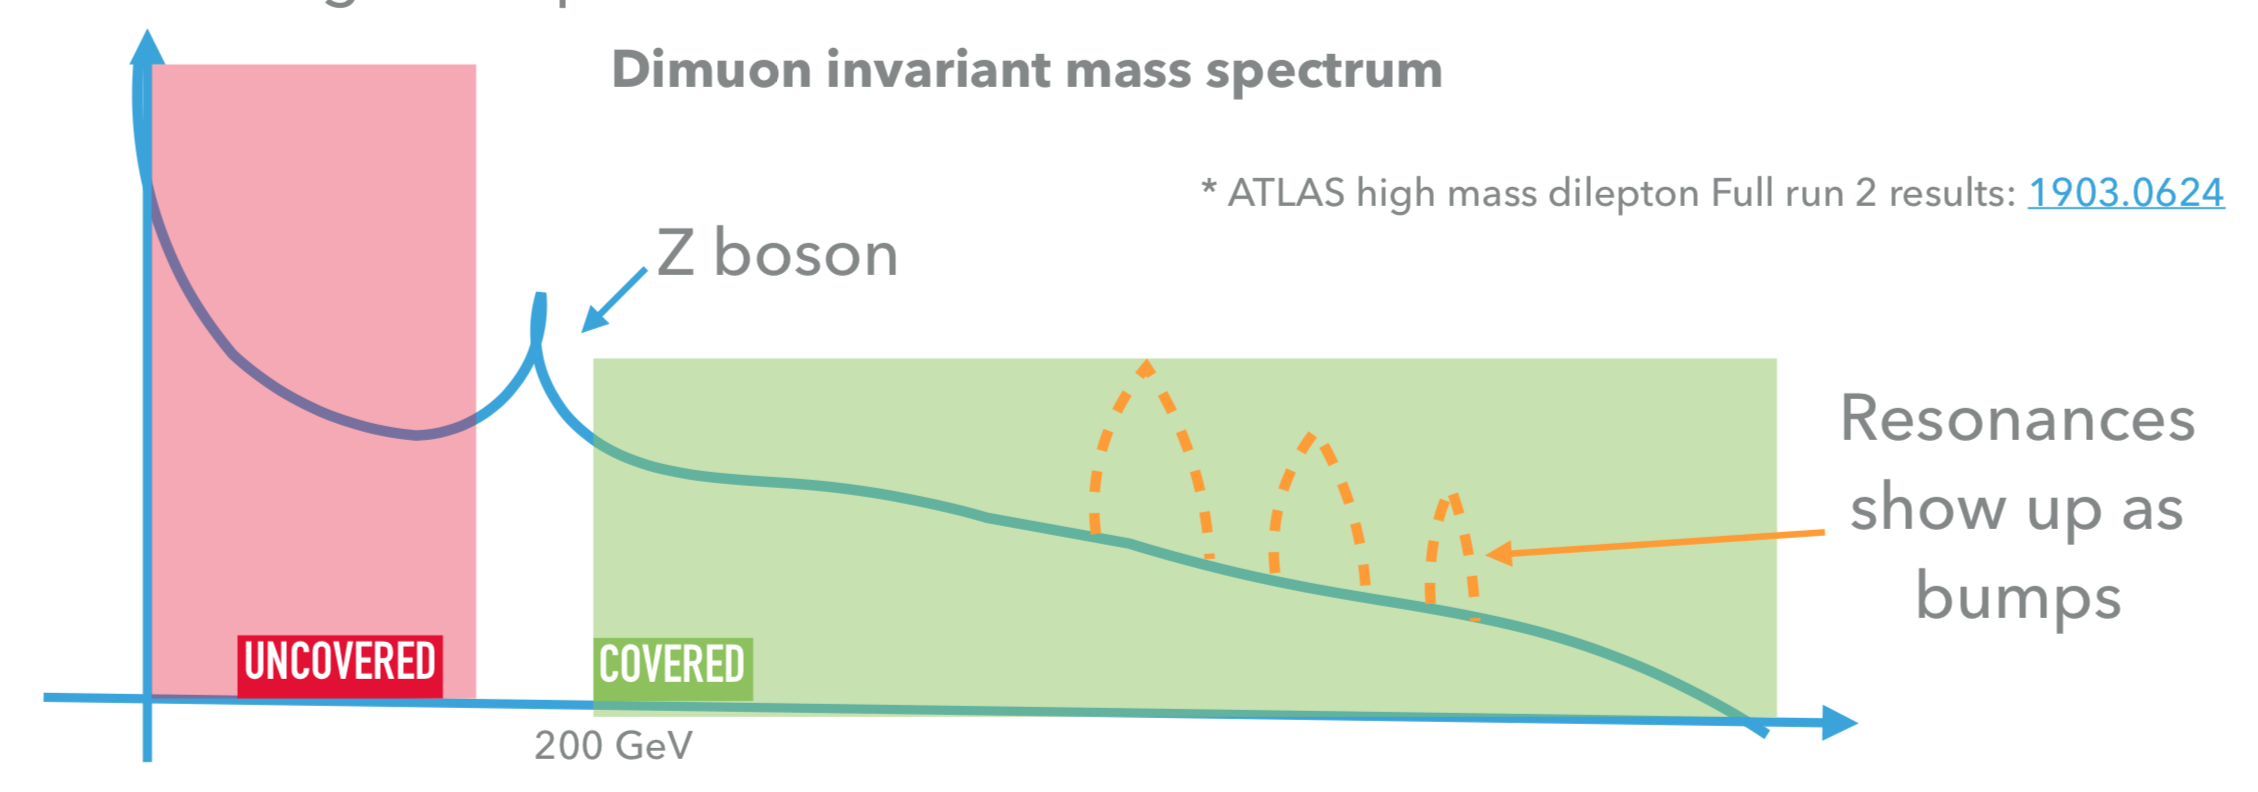 Dimuon invariant mass spectrum
* ATLAS high mass dilepton Full run 2 results: 1903.0624
Z boson
Resonances
show up as
bumps
UNCOVERED
COVERED
200 GeV